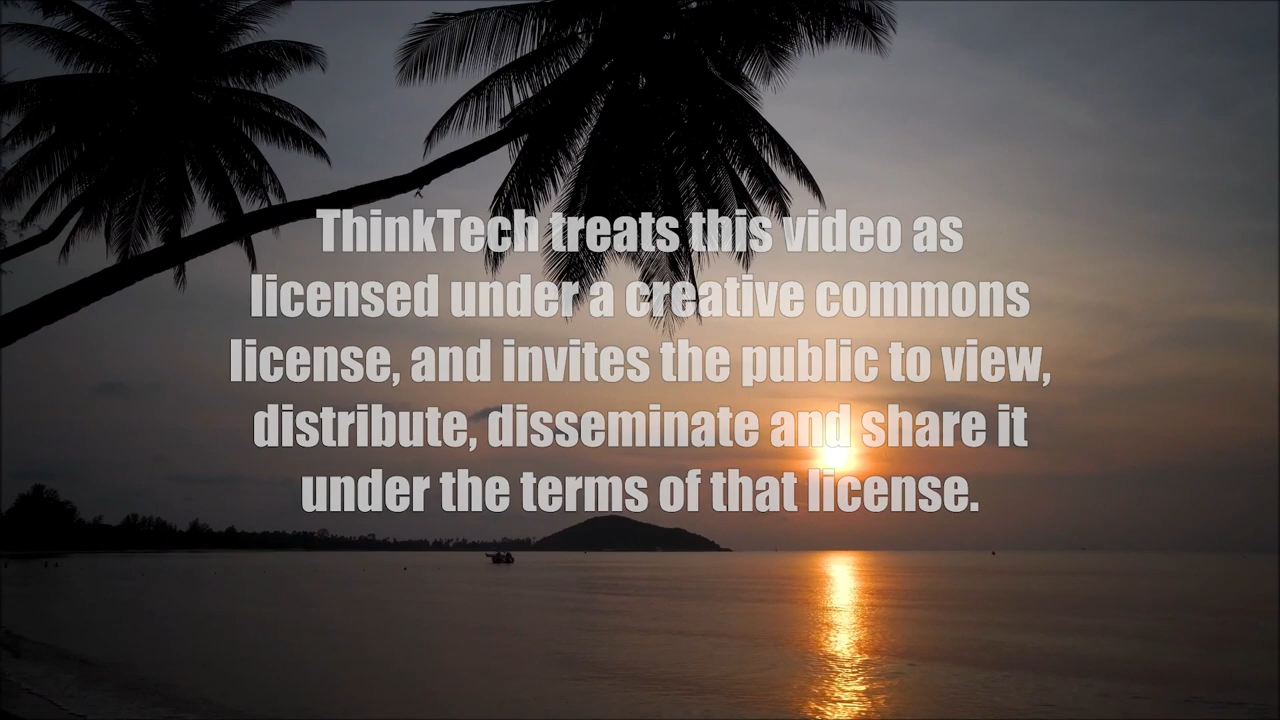 ThinkTech treats this video as
licensed under a creative commons
license, and invites the public to view,
distribute, disseminate and share it
under the terms of that license.